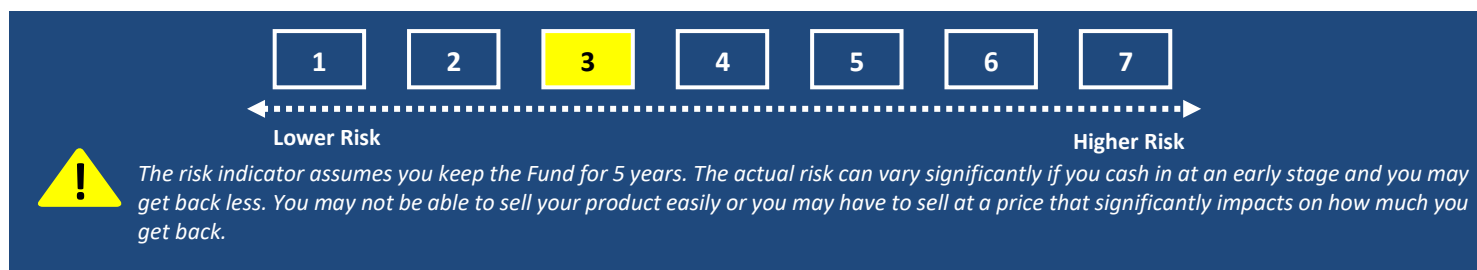 1 2 3 4 5 6 7
Lower Risk Higher Risk
The risk indicator assumes you keep the Fund for 5 years. The actual risk can vary significantly if you cash in at an early stage and you may
get back less. You may not be able to sell your product easily or you may have to sell at a price that significantly impacts on how much you
get back.